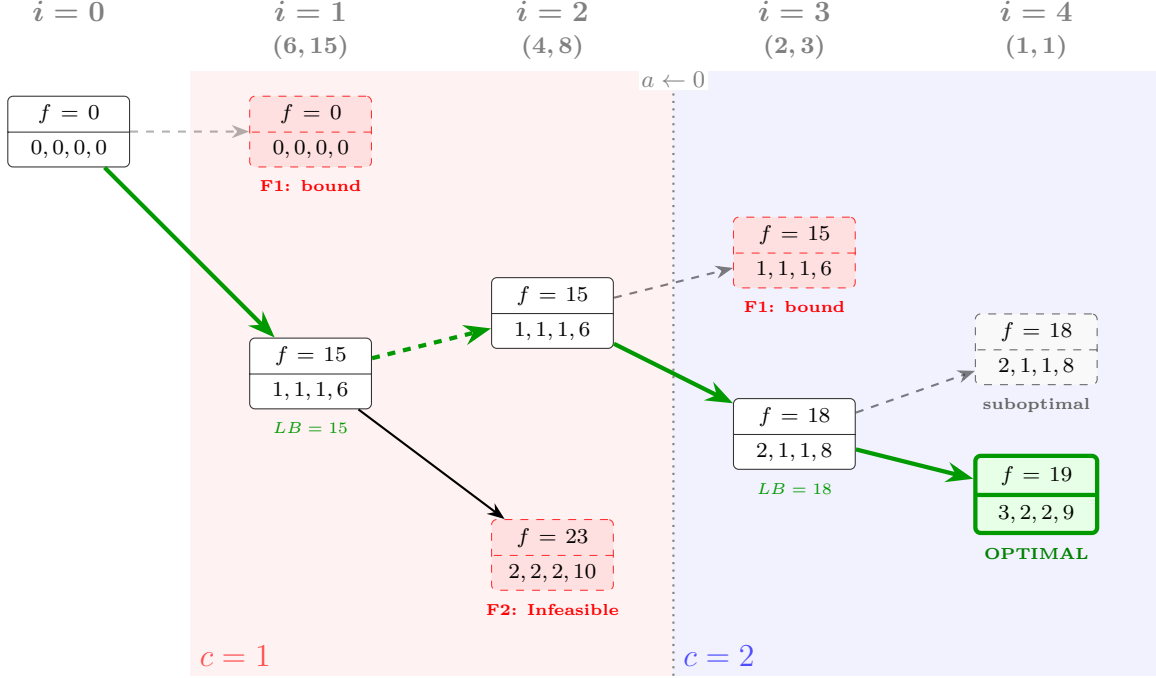 i = 0
i = 1
i = 2
i = 3
i = 4
(6, 15)
(4, 8)
(2, 3)
(1, 1)
a ← 0
f = 0
0, 0, 0, 0
f = 0
0, 0, 0, 0
F1: bound
f = 15
1, 1, 1, 6
F1: bound
f = 15
1, 1, 1, 6
f = 18
2, 1, 1, 8
suboptimal
f = 15
1, 1, 1, 6
LB = 15
f = 18
2, 1, 1, 8
LB = 18
f = 19
3, 2, 2, 9
OPTIMAL
f = 23
2, 2, 2, 10
F2: Infeasible
c = 1
c = 2